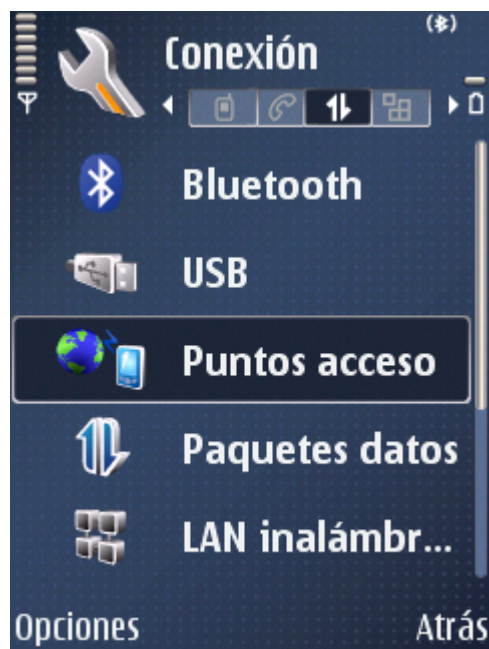 Conexión
Bluetooth
USB
Puntos acceso
Paquetes datos
LAN inalámbr...
Opciones
Atrás